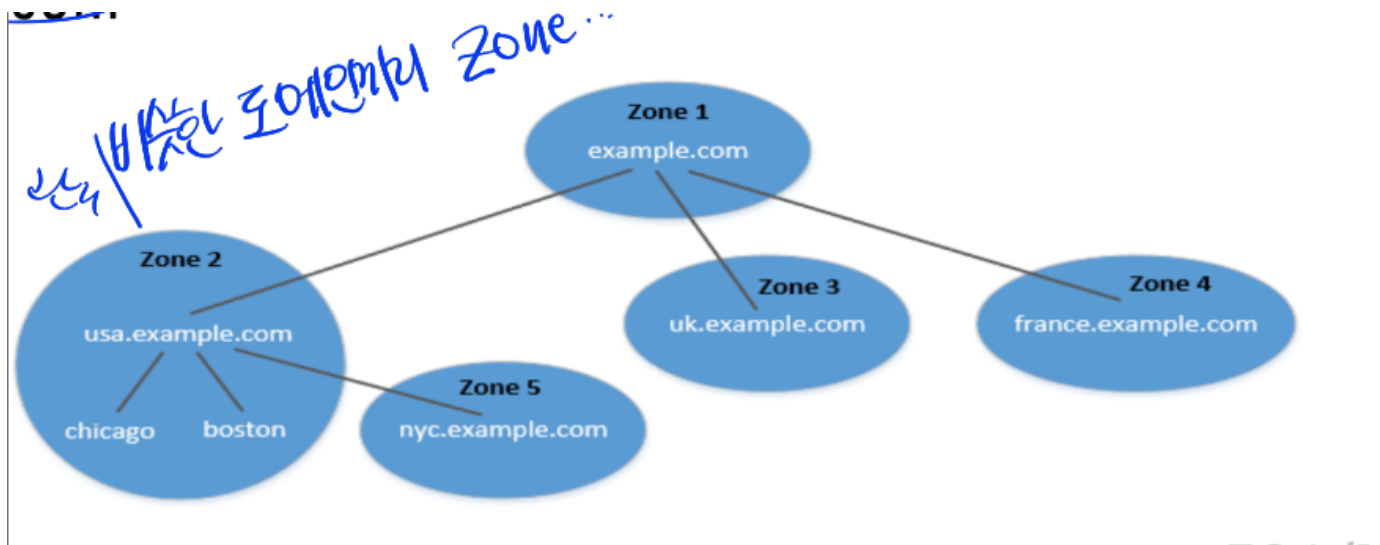 비슷한 도메인끼리 Zone...
Zone 1
example.com
Zone 2
usa.example.com
chicago boston
Zone 3
uk.example.com
Zone 4
france.example.com
Zone 5
nyc.example.com